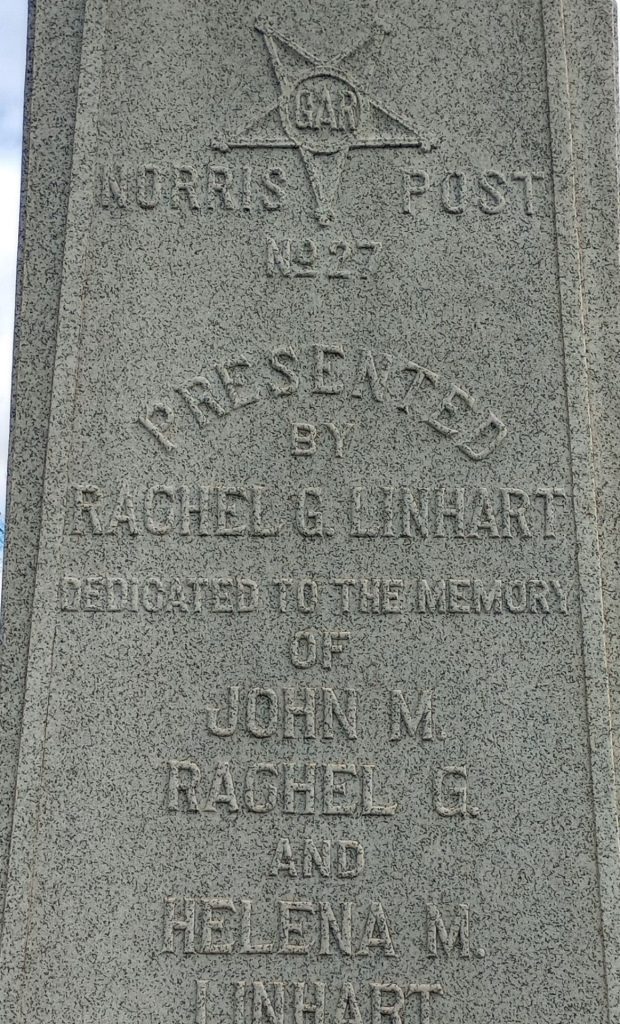 GAR
NORRIS POST
No 27
PRESENTED
BY
RACHEL G. LINHART
DEDICATED TO THE MEMORY
OF
JOHN M.
RACHEL G.
AND
HELENA M.
LINHART